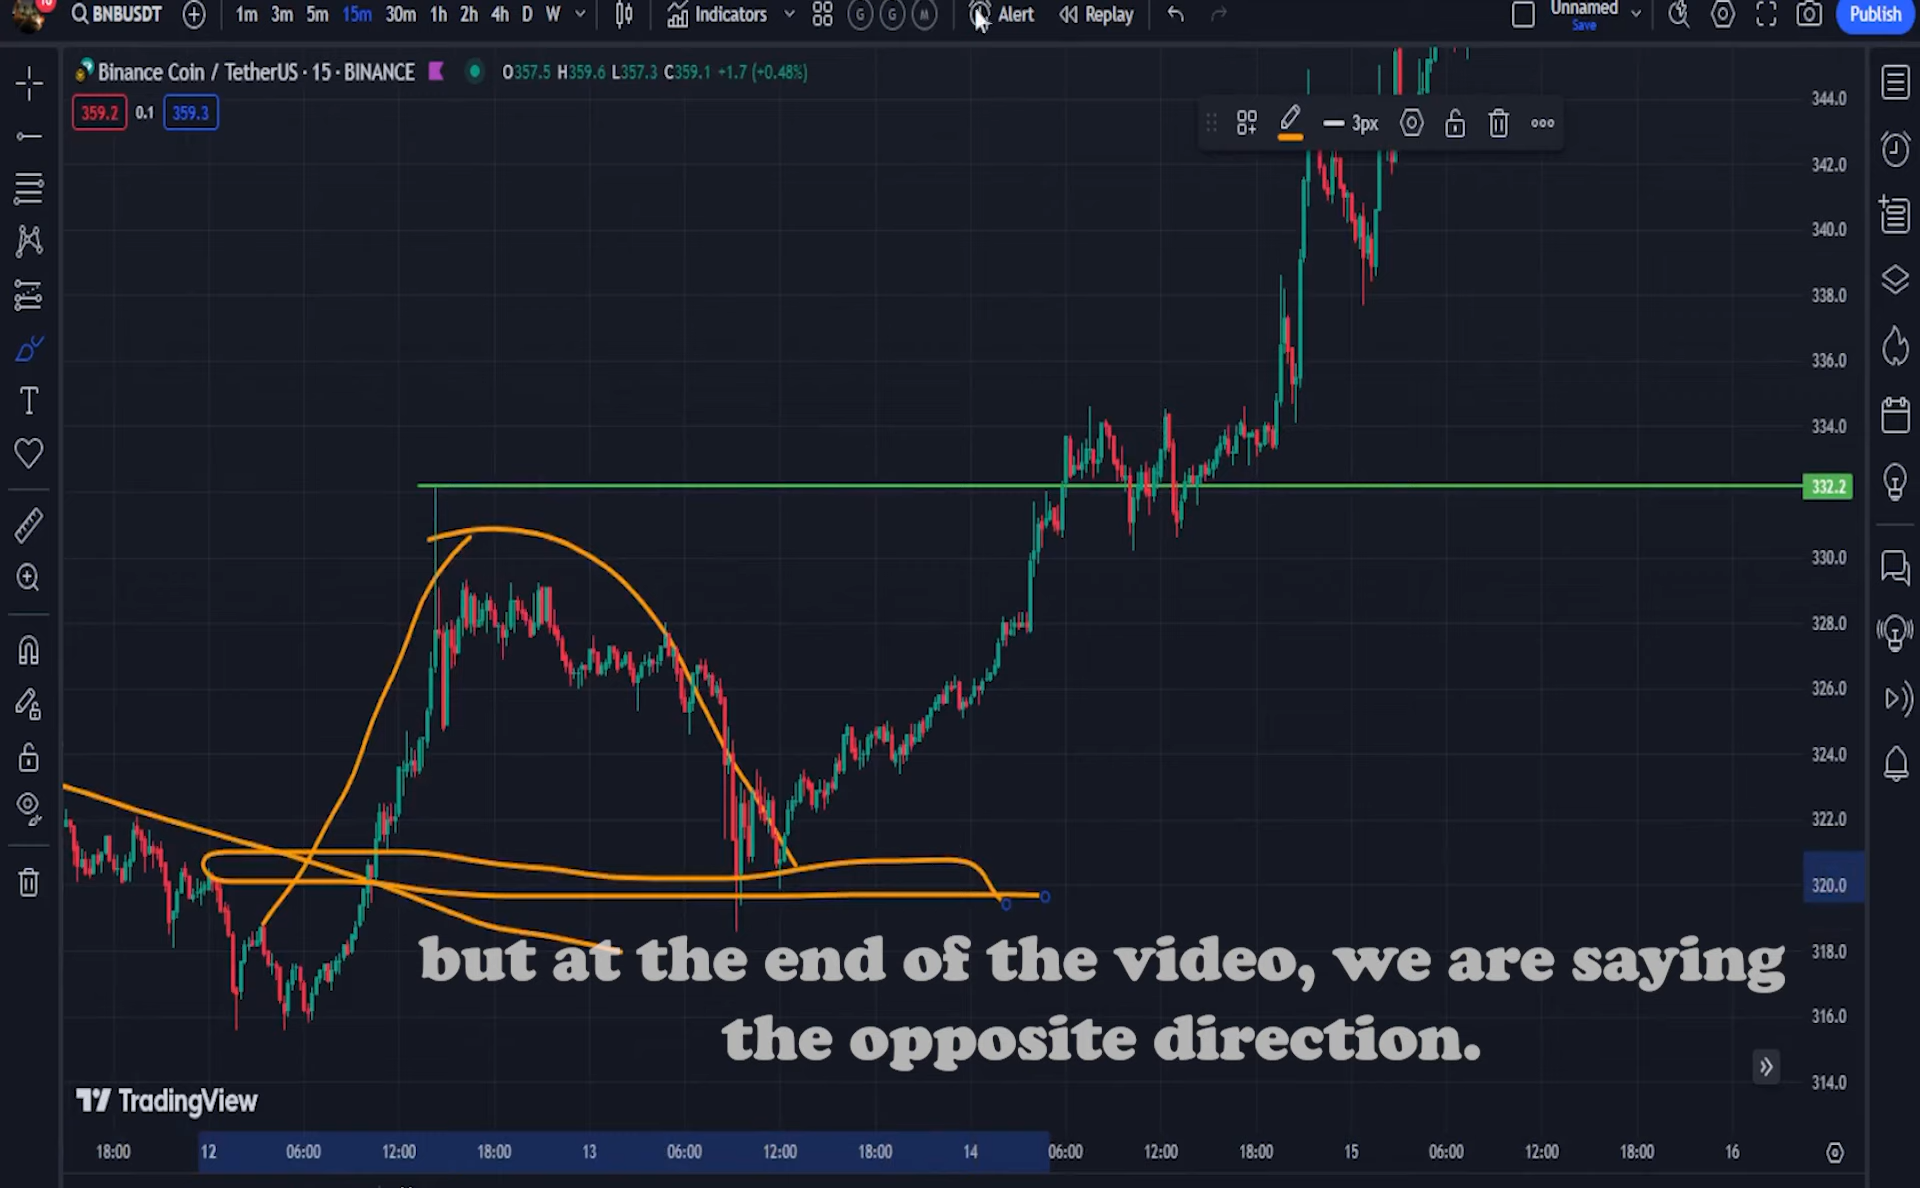 BNBUSDT 1m 3m 5m 15m 30m 1h 2h 4h D W Indicators G G M Alert Replay Unnamed Save Publish
Binance Coin / TetherUS · 15 · BINANCE O357.5 H359.6 L357.3 C359.1 +1.7 (+0.48%)
359.2 0.1 359.3
3px
344.0
342.0
340.0
338.0
336.0
334.0
332.2
330.0
328.0
326.0
324.0
322.0
320.0
318.0
316.0
314.0
but at the end of the video, we are saying
the opposite direction.
TradingView
18:00 12 06:00 12:00 18:00 13 06:00 12:00 18:00 14 06:00 12:00 18:00 15 06:00 12:00 18:00 16